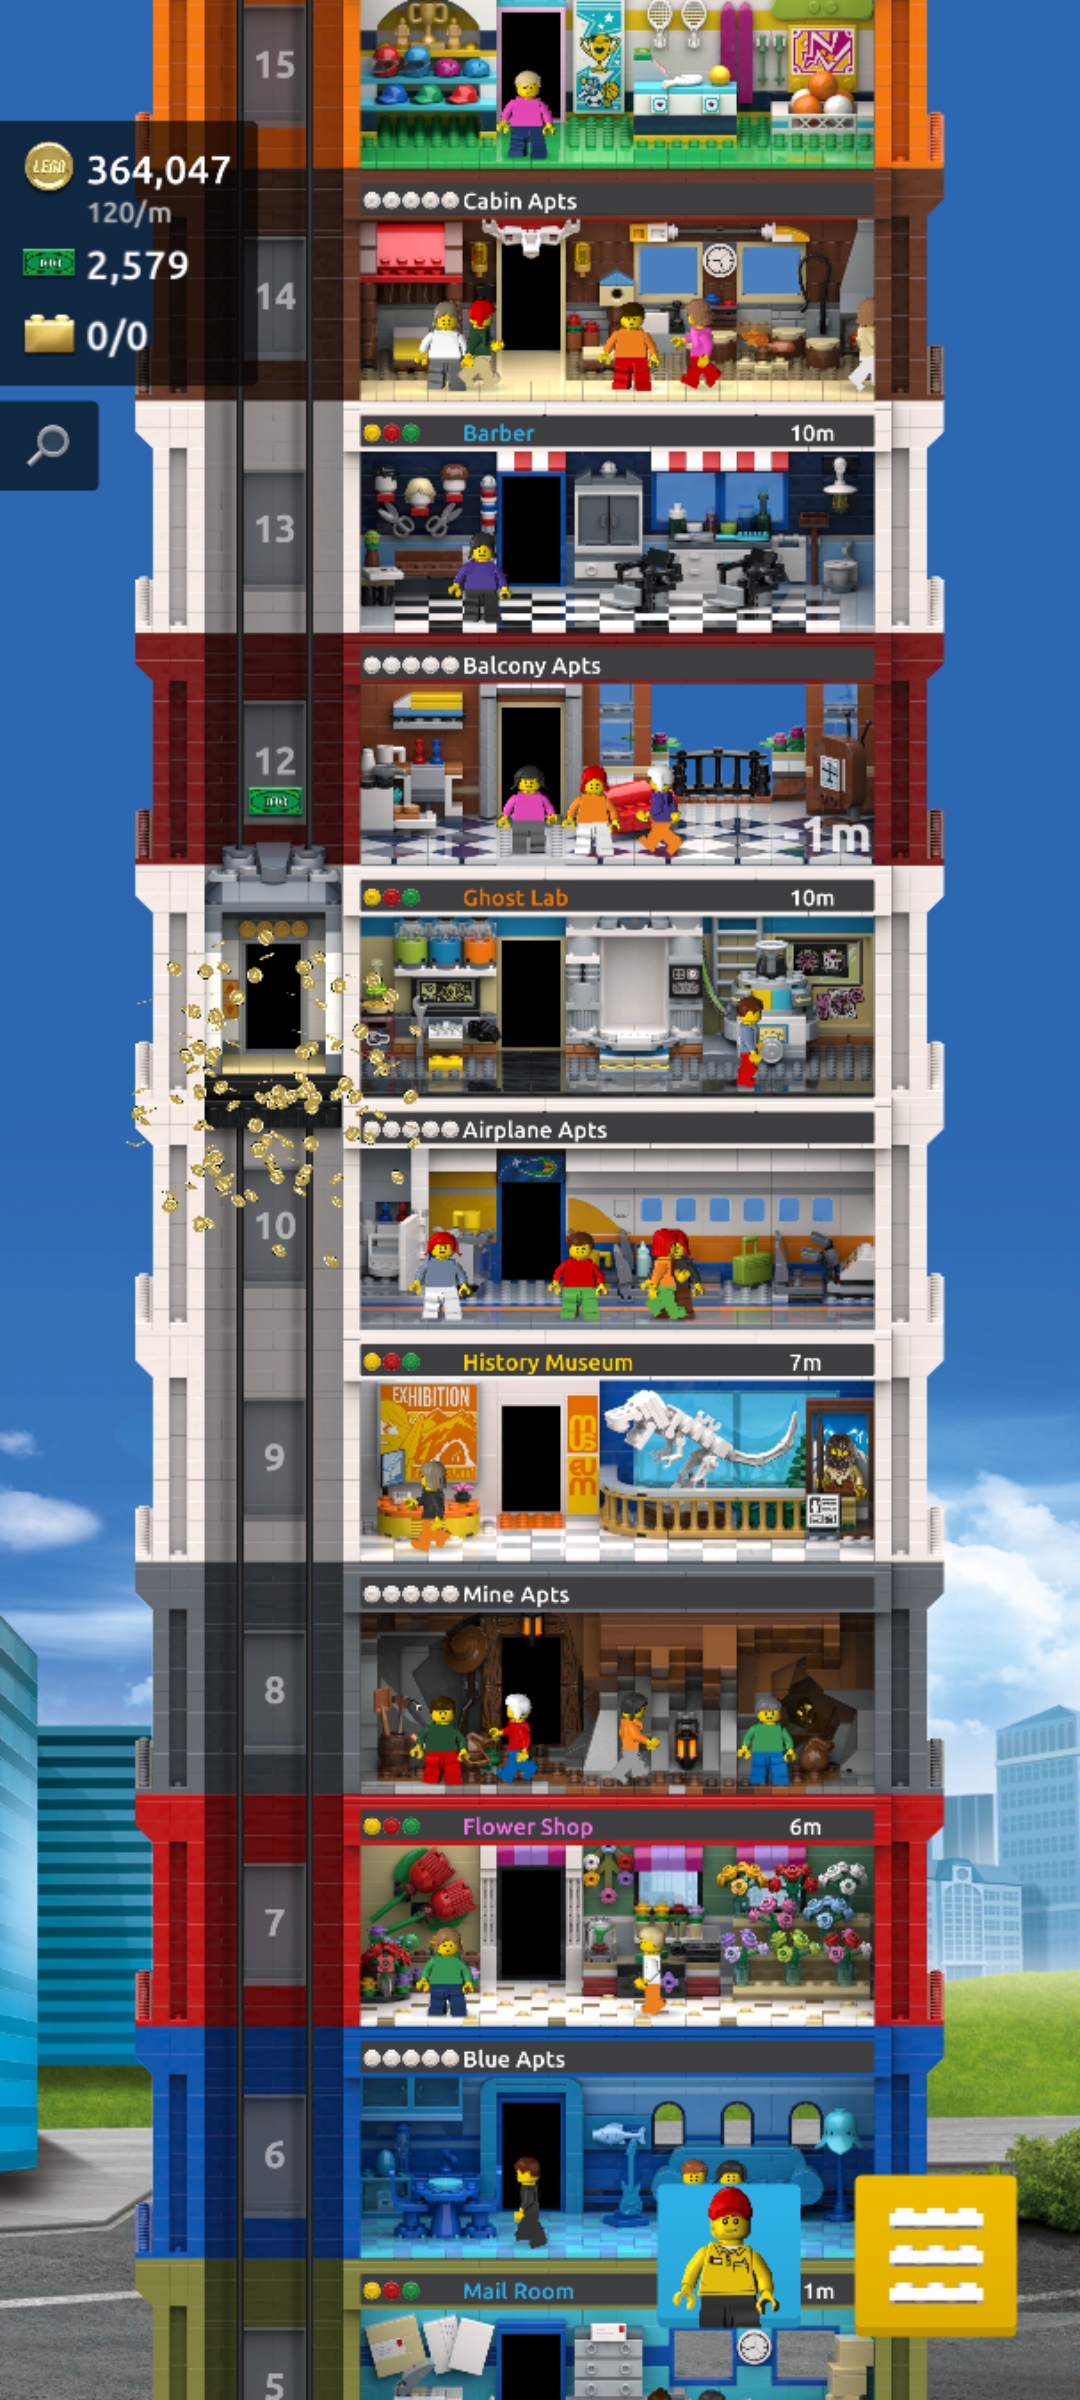 15
LEGO 364,047
120/m
2,579
0/0
Cabin Apts
14
Barber 10m
13
Balcony Apts
12
-1m
Ghost Lab 10m
Airplane Apts
10
History Museum 7m
EXHIBITION
9
Mine Apts
8
Flower Shop 6m
7
Blue Apts
6
Mail Room 1m
5